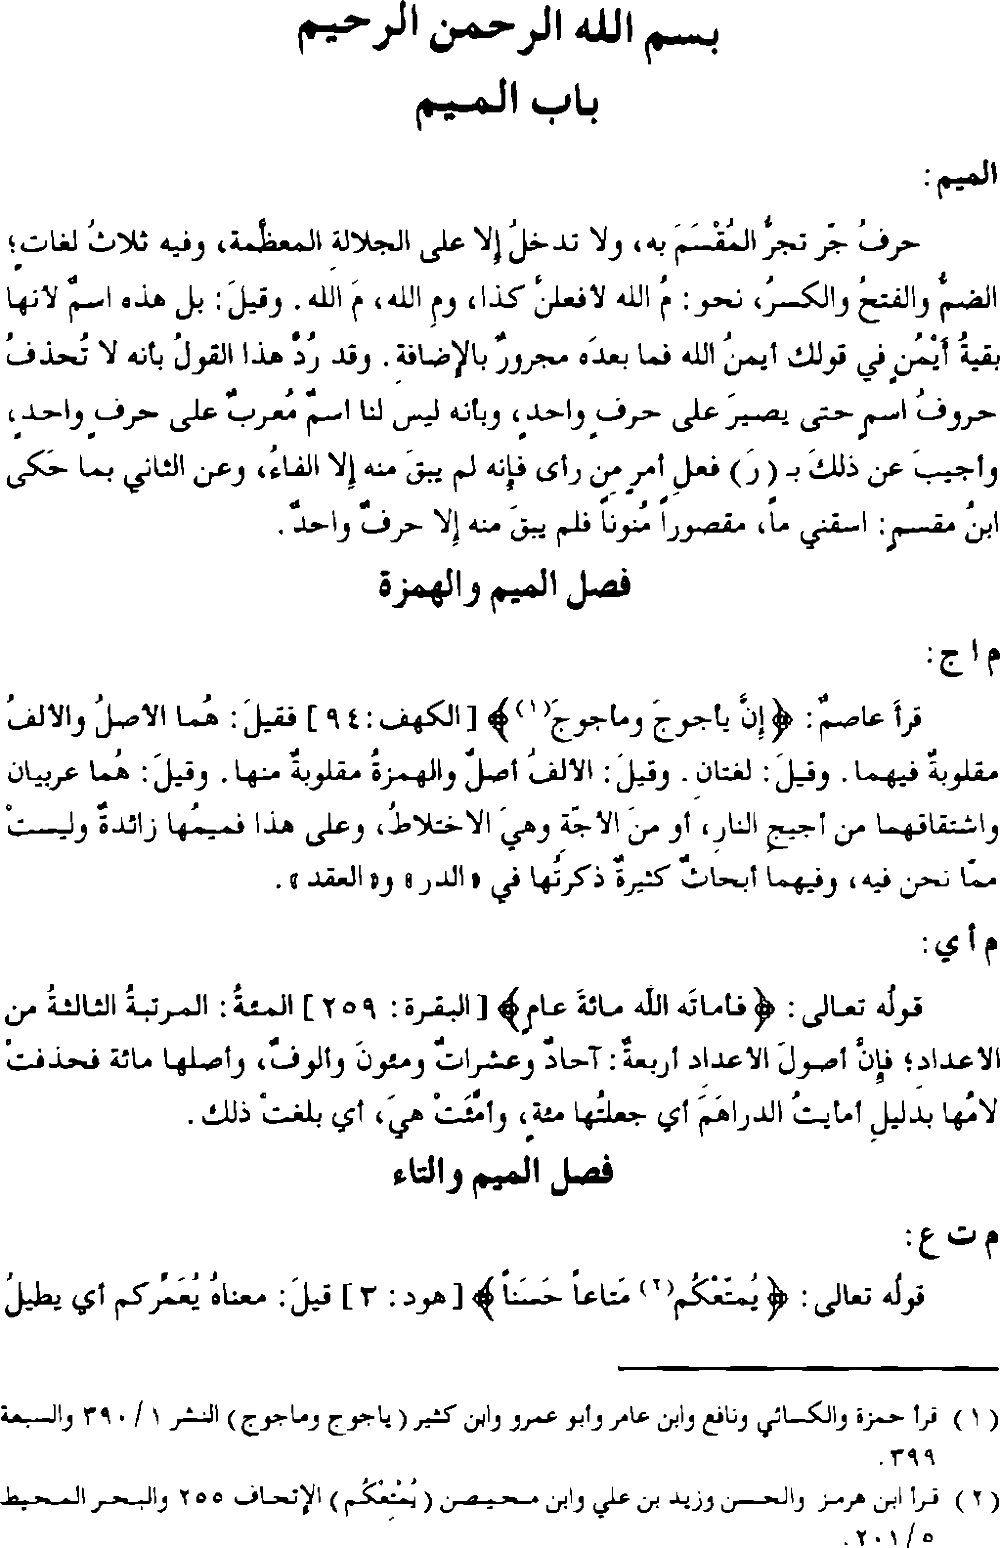 بسم الله الرحمن الرحيم
باب الميم
الميم:
حرفُ جّر تجرُّ المُقْسَمَ به، ولا تدخلُ إلا على الجلالةِ المعظَّمة، وفيه ثلاثُ لغاتٍ؛
الضمُّ والفتحُ والكسرُ، نحو: مُ الله لأفعلنَّ كذا، ومِ الله، مَ الله. وقيلَ: بل هذه اسمٌ لأنها
بقيةُ أَيْمُنٍ في قولك أيمنُ الله فما بعدَه مجرورٌ بالإضافةِ. وقد رُدَّ هذا القولُ بأنه لا تُحذفُ
حروفُ اسمٍ حتى يصيرَ على حرفٍ واحدٍ، وبأنه ليس لنا اسمٌ مُعربٌ على حرفٍ واحدٍ،
وأجيبَ عن ذلكَ بـ (رَ) فعلِ أمرٍ مِن رأى فإنه لم يبقَ منه إلا الفاءُ، وعن الثاني بما حَكى
ابنُ مقسمٍ: اسقني ماً، مقصوراً مُنوناً فلم يبقَ منه إلا حرفٌ واحدٌ.
فصل الميم والهمزة
م ا ج:
قرأَ عاصمٌ: ﴿إنَّ يأجوجَ وماجوجَ(١)﴾ [الكهف: ٩٤] فقيلَ: هُما الأصلُ والألفُ
مقلوبةٌ فيهما. وقيلَ: لغتانِ. وقيلَ: الألفُ أصلٌ والهمزةُ مقلوبةٌ منها. وقيلَ: هُما عربيان
واشتقاقهما من أجيجِ النارِ، أو منَ الأجّةِ وهيَ الاختلاطُ، وعلى هذا فميمُها زائدةٌ وليستْ
ممّا نحن فيه، وفيهما أبحاثٌ كثيرةٌ ذكرتُها في «الدر» و«العقد».
م أ ي:
قولُه تعالى: ﴿فأماتَه اللّه مائةَ عامٍ﴾ [البقرة: ٢٥٩] المئةُ: المرتبةُ الثالثةُ من
الأعدادِ؛ فإنَّ أصولَ الأعدادِ أربعةٌ: آحادٌ وعشراتٌ ومئونَ وألوفٌ، وأصلها مائة فحذفتْ
لامُها بدليلِ أمأيتُ الدراهَمَ أي جعلتُها مئةٍ، وأمَّئَتْ هيَ، أي بلغتْ ذلك.
فصل الميم والتاء
م ت ع:
قولُه تعالى: ﴿يُمتّعْكُم(٢) مَتاعاً حَسَناً﴾ [هود: ٣] قيلَ: معناهُ يُعَمِّركم أي يطيلُ
(١) قرأ حمزة والكسائي ونافع وابن عامر وأبو عمرو وابن كثير (ياجوج وماجوج) النشر ١/ ٣٩٠ والسبعة
٣٩٩.
(٢) قرأ ابن هرمز والحسن وزيد بن علي وابن محيصن (يُمْتِعْكُم) الإتحاف ٢٥٥ والبحر المحيط
٥/ ٢٠١.